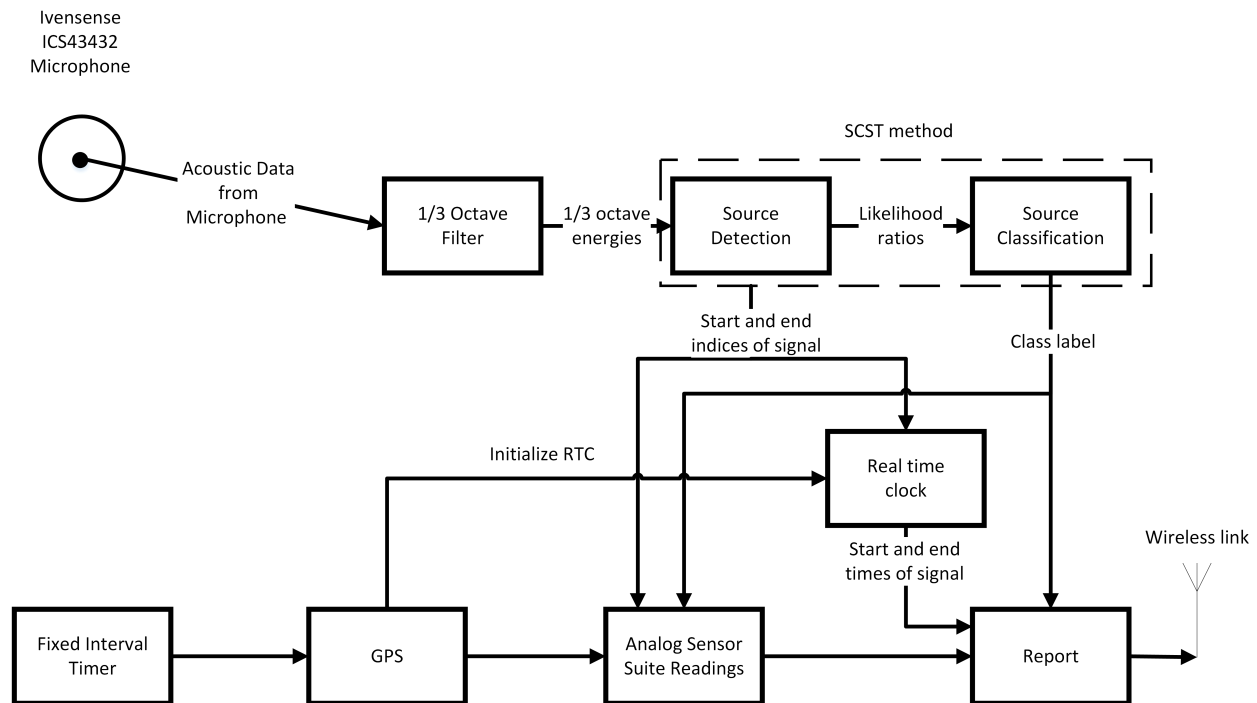 Ivensense
ICS43432
Microphone
SCST method
Acoustic Data
from
Microphone
1/3 Octave
Filter
1/3 octave
energies
Source
Detection
Likelihood
ratios
Source
Classification
Start and end
indices of signal
Class label
Initialize RTC
Real time
clock
Start and end
times of signal
Wireless link
Fixed Interval
Timer
GPS
Analog Sensor
Suite Readings
Report